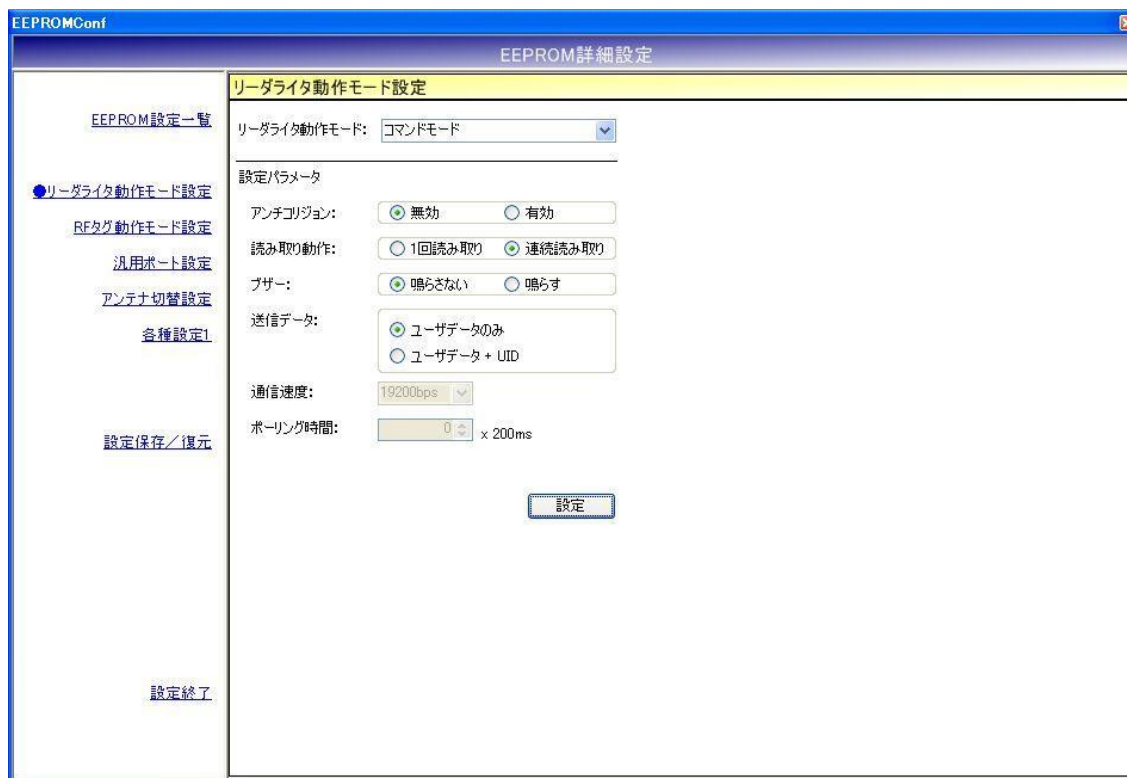 EEPROMConf
EEPROM詳細設定
EEPROM設定一覧
●リーダライタ動作モード設定
RFタグ動作モード設定
汎用ポート設定
アンテナ切替設定
各種設定1
設定保存／復元
設定終了
リーダライタ動作モード設定
リーダライタ動作モード: コマンドモード
設定パラメータ
アンチコリジョン: 無効 有効
読み取り動作: 1回読み取り 連続読み取り
ブザー: 鳴らさない 鳴らす
送信データ: ユーザデータのみ
ユーザデータ + UID
通信速度: 19200bps
ポーリング時間: 0 x 200ms
設定